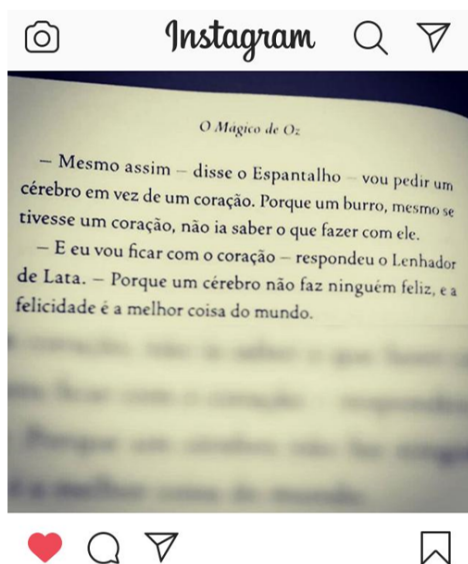 Instagram
O Mágico de Oz
– Mesmo assim – disse o Espantalho – vou pedir um
cérebro em vez de um coração. Porque um burro, mesmo se
tivesse um coração, não ia saber o que fazer com ele.
– E eu vou ficar com o coração – respondeu o Lenhador
de Lata. – Porque um cérebro não faz ninguém feliz, e a
felicidade é a melhor coisa do mundo.